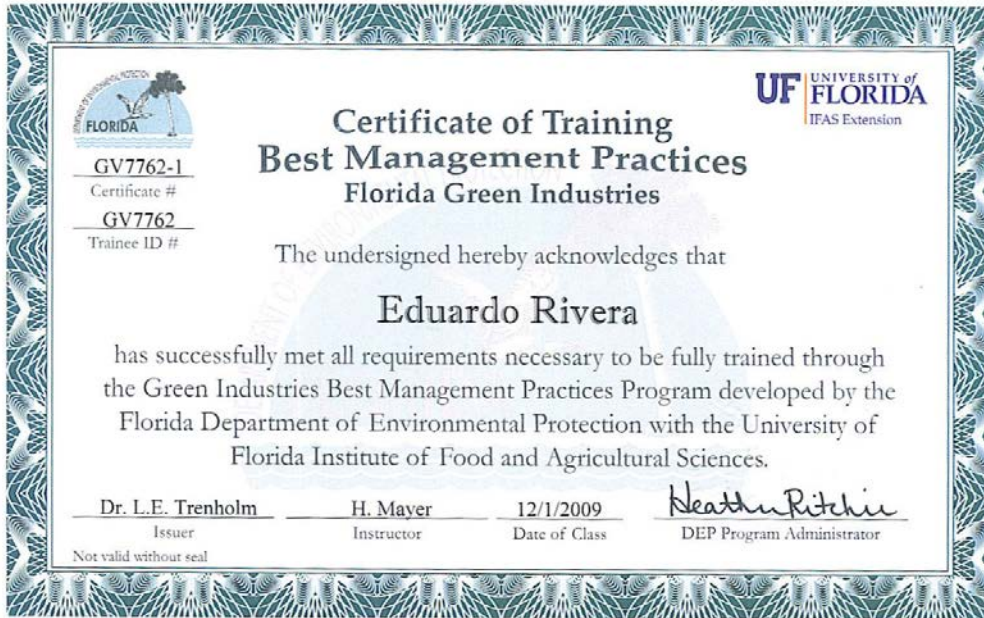 DEPARTMENT OF ENVIRONMENTAL PROTECTION
FLORIDA
UF UNIVERSITY of
FLORIDA
IFAS Extension
GV7762-1
Certificate #
GV7762
Trainee ID #
Certificate of Training
Best Management Practices
Florida Green Industries
The undersigned hereby acknowledges that
Eduardo Rivera
has successfully met all requirements necessary to be fully trained through
the Green Industries Best Management Practices Program developed by the
Florida Department of Environmental Protection with the University of
Florida Institute of Food and Agricultural Sciences.
Dr. L.E. Trenholm H. Mayer 12/1/2009 Heather Ritchie
Issuer Instructor Date of Class DEP Program Administrator
Not valid without seal